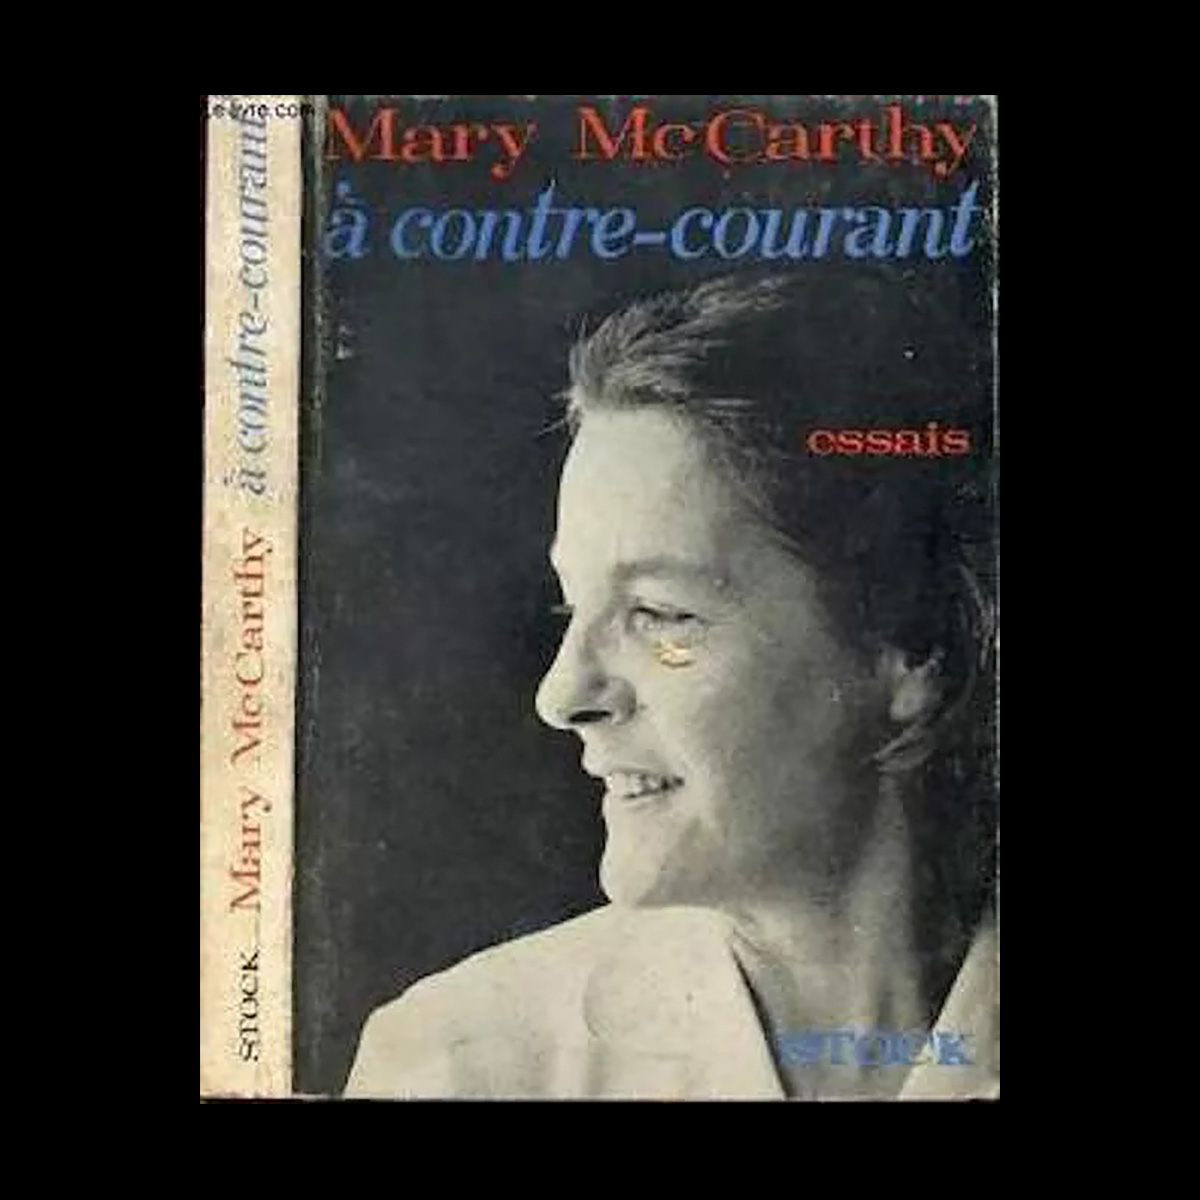 Mary McCarthy
à contre-courant
essais
STOCK
STOCK Mary McCarthy à contre-courant